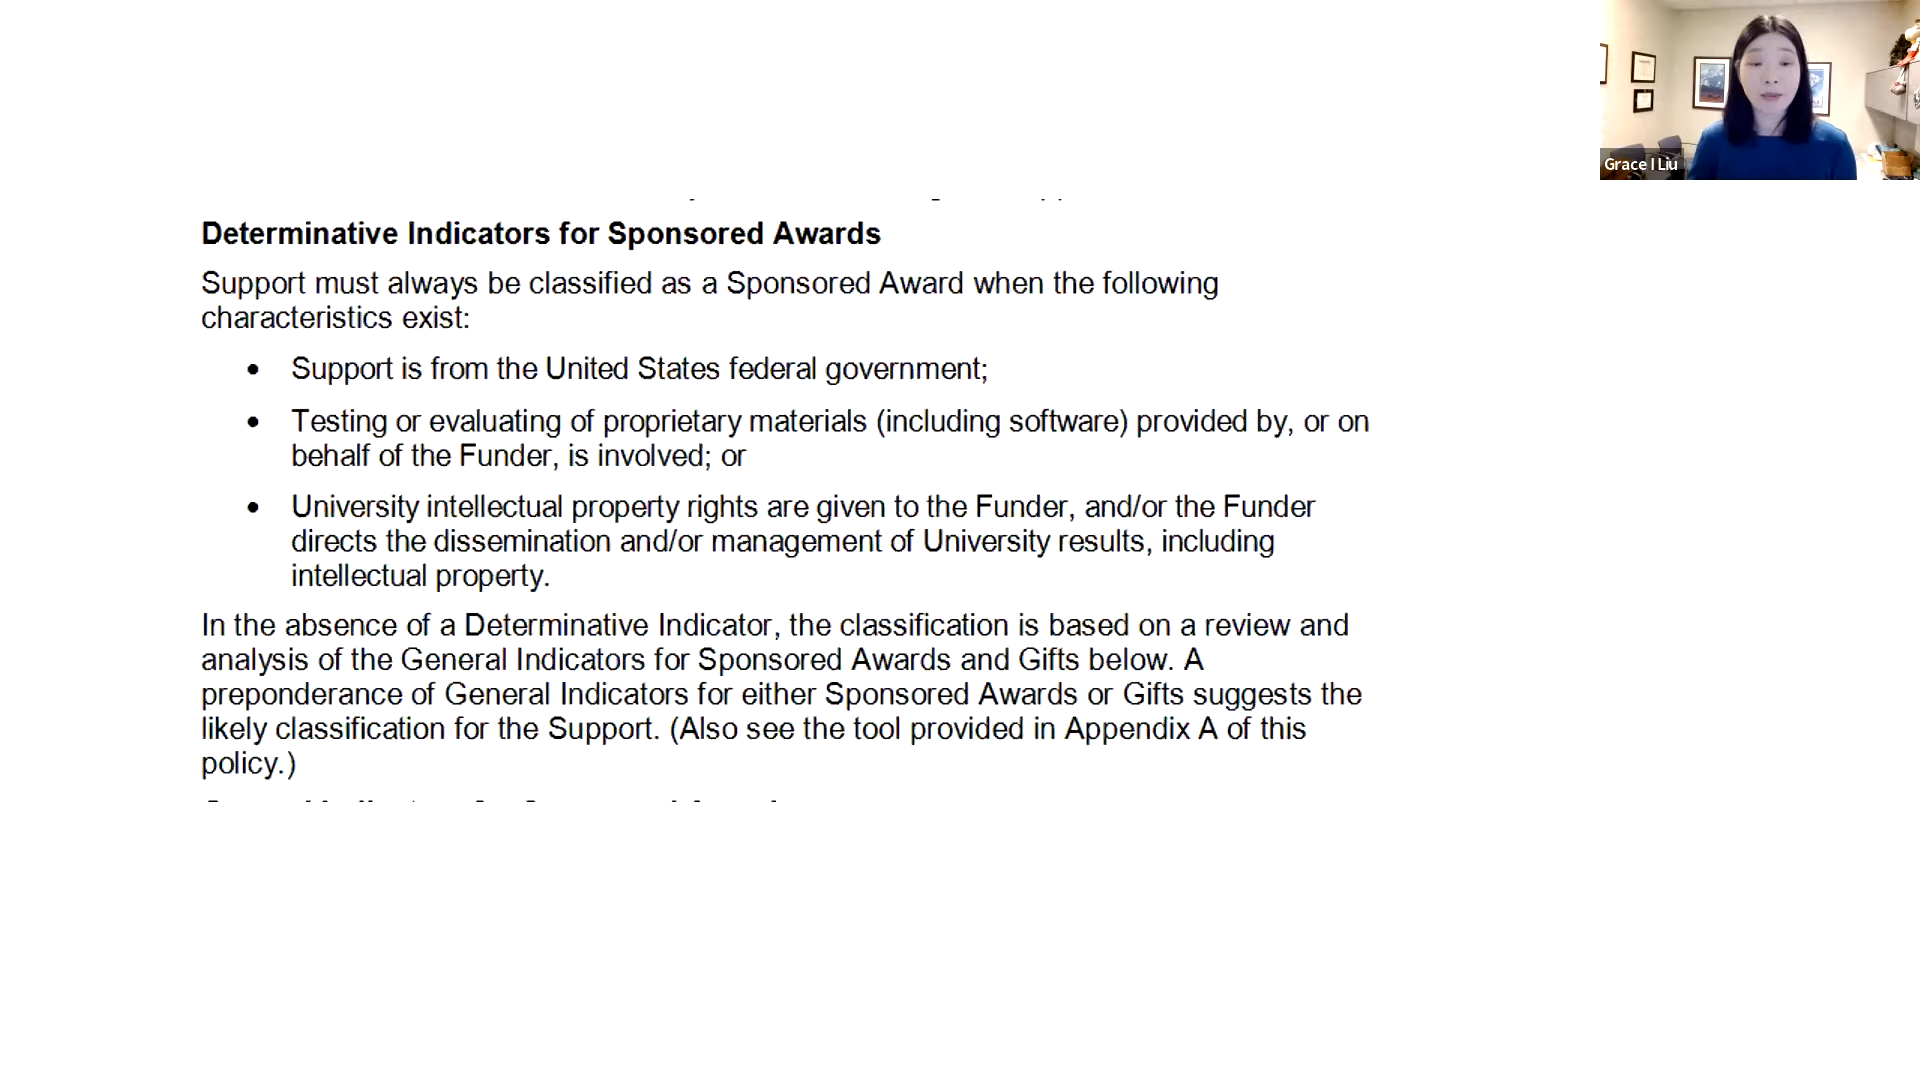 Grace I Liu
Determinative Indicators for Sponsored Awards
Support must always be classified as a Sponsored Award when the following
characteristics exist:
• Support is from the United States federal government;
• Testing or evaluating of proprietary materials (including software) provided by, or on
behalf of the Funder, is involved; or
• University intellectual property rights are given to the Funder, and/or the Funder
directs the dissemination and/or management of University results, including
intellectual property.
In the absence of a Determinative Indicator, the classification is based on a review and
analysis of the General Indicators for Sponsored Awards and Gifts below. A
preponderance of General Indicators for either Sponsored Awards or Gifts suggests the
likely classification for the Support. (Also see the tool provided in Appendix A of this
policy.)